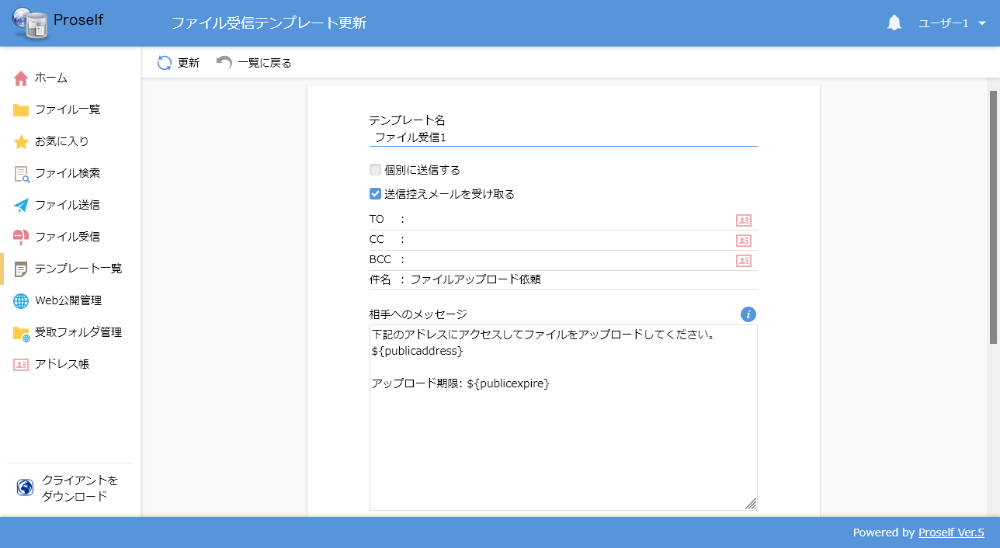 Proself
ファイル受信テンプレート更新
ユーザー1
更新
一覧に戻る
ホーム
ファイル一覧
お気に入り
ファイル検索
ファイル送信
ファイル受信
テンプレート一覧
Web公開管理
受取フォルダ管理
アドレス帳
クライアントを
ダウンロード
テンプレート名
ファイル受信1
個別に送信する
送信控えメールを受け取る
TO :
CC :
BCC :
件名 : ファイルアップロード依頼
相手へのメッセージ
下記のアドレスにアクセスしてファイルをアップロードしてください。
${publicaddress}
アップロード期限: ${publicexpire}
Powered by Proself Ver.5